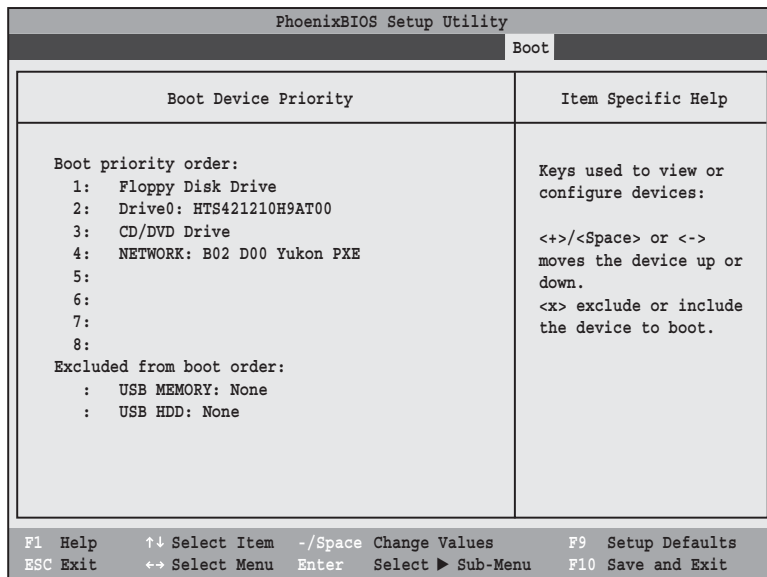 PhoenixBIOS Setup Utility
Boot
Boot Device Priority
Item Specific Help
Boot priority order:
1: Floppy Disk Drive
2: Drive0: HTS421210H9AT00
3: CD/DVD Drive
4: NETWORK: B02 D00 Yukon PXE
5:
6:
7:
8:
Excluded from boot order:
: USB MEMORY: None
: USB HDD: None
Keys used to view or
configure devices:
<+>/<Space> or <->
moves the device up or
down.
<x> exclude or include
the device to boot.
F1 Help ↑↓ Select Item -/Space Change Values F9 Setup Defaults
ESC Exit ←→ Select Menu Enter Select ▶ Sub-Menu F10 Save and Exit